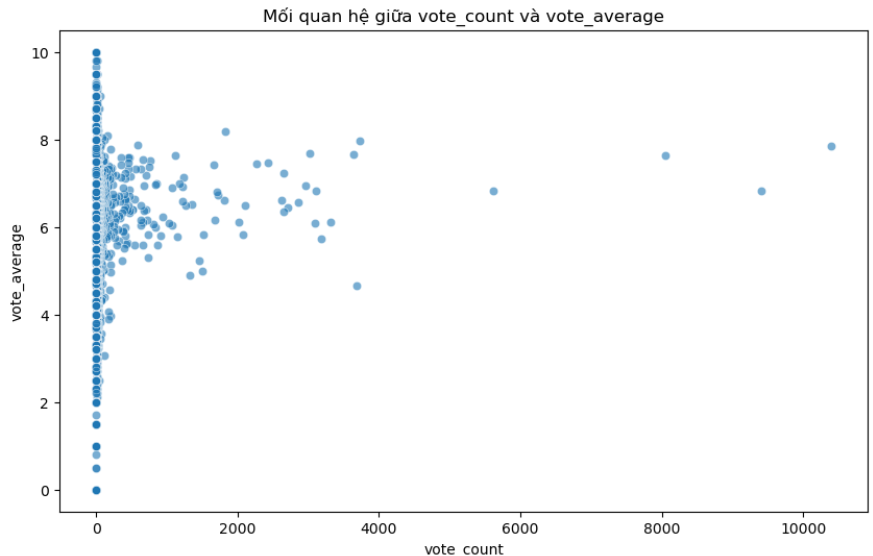 Mối quan hệ giữa vote_count và vote_average
10
8
6
4
2
0
vote_average
0 2000 4000 6000 8000 10000
vote_count